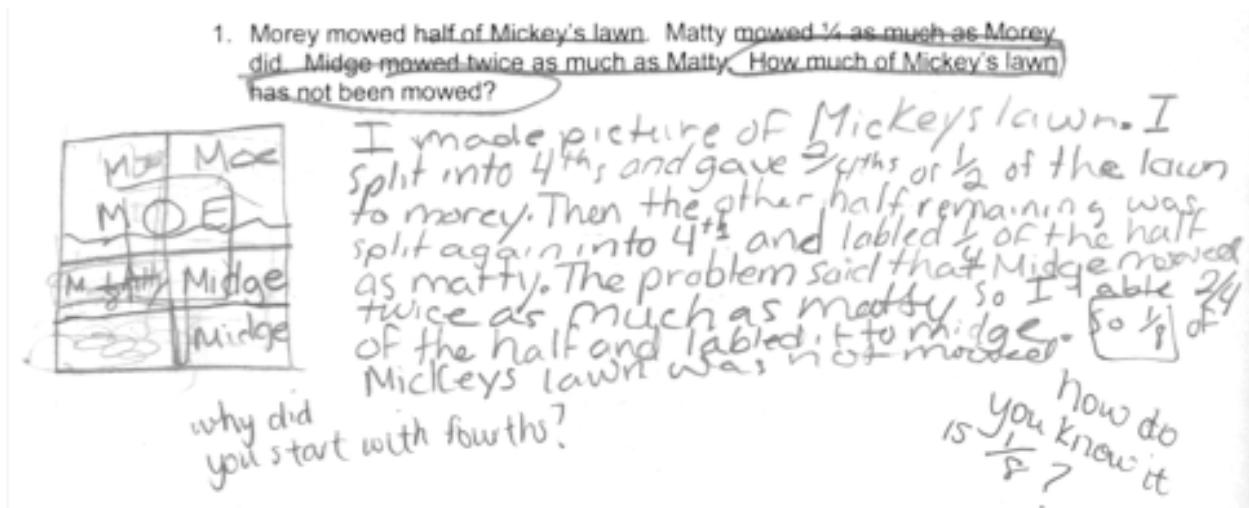 1. Morey mowed half of Mickey's lawn. Matty mowed ¼ as much as Morey
did. Midge mowed twice as much as Matty. How much of Mickey's lawn
has not been mowed?
Moe Moe
M O E
Matty Midge
Midge
I made picture of Mickeys lawn. I
split into 4ths and gave 2/4ths or 1/2 of the lawn
to morey. Then the other half remaining was
split again into 4ths and labled 1/4 of the half
as matty. The problem said that Midge mowed
twice as much as matty so I 2/4
of the half and labled it to midge. So 1/8 of
Mickeys lawn was not mowed
why did
you start with fourths?
how do
you know it
is 1/8?